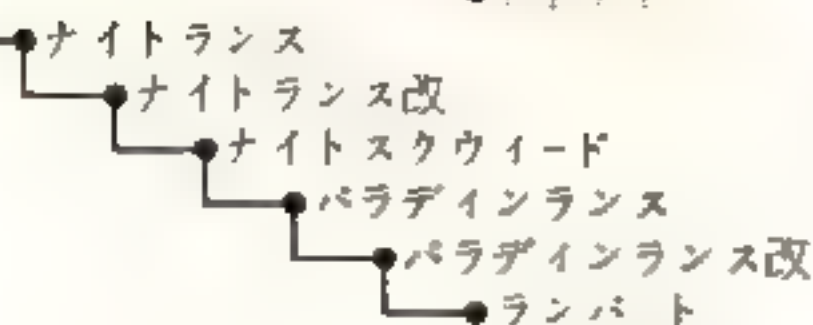 ナイトランス
ナイトランス改
ナイトスクウィード
パラディンランス
パラディンランス改
ランパート